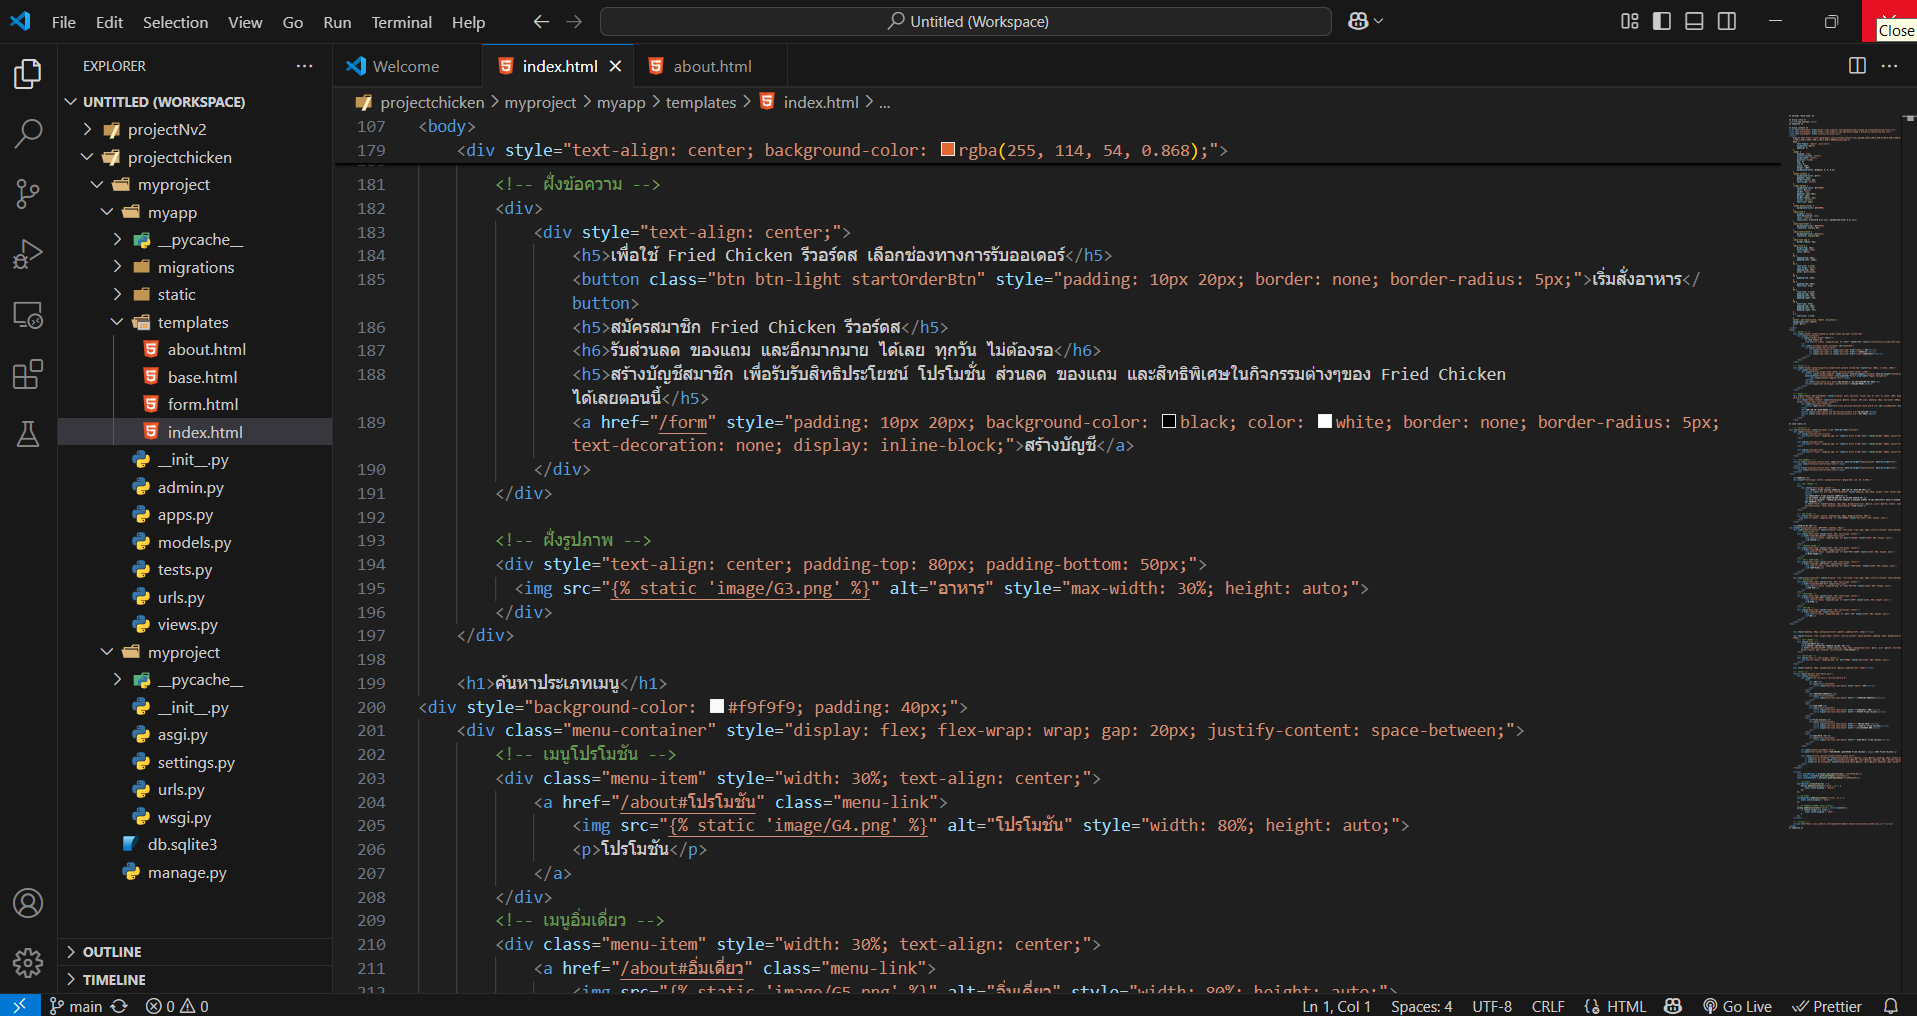 File Edit Selection View Go Run Terminal Help
Untitled (Workspace)
Close
EXPLORER
UNTITLED (WORKSPACE)
projectNv2
projectchicken
myproject
myapp
__pycache__
migrations
static
templates
about.html
base.html
form.html
index.html
__init__.py
admin.py
apps.py
models.py
tests.py
urls.py
views.py
myproject
__pycache__
__init__.py
asgi.py
settings.py
urls.py
wsgi.py
db.sqlite3
manage.py
OUTLINE
TIMELINE
Welcome index.html about.html
projectchicken > myproject > myapp > templates > index.html > ...
107 <body>
179 <div style="text-align: center; background-color: rgba(255, 114, 54, 0.868);">
181 <!-- ฝั่งข้อความ -->
182 <div>
183 <div style="text-align: center;">
184 <h5>เพื่อใช้ Fried Chicken รีวอร์ดส เลือกช่องทางการรับออเดอร์</h5>
185 <button class="btn btn-light startOrderBtn" style="padding: 10px 20px; border: none; border-radius: 5px;">เริ่มสั่งอาหาร</
button>
186 <h5>สมัครสมาชิก Fried Chicken รีวอร์ดส</h5>
187 <h6>รับส่วนลด ของแถม และอีกมากมาย ได้เลย ทุกวัน ไม่ต้องรอ</h6>
188 <h5>สร้างบัญชีสมาชิก เพื่อรับรับสิทธิประโยชน์ โปรโมชั่น ส่วนลด ของแถม และสิทธิพิเศษในกิจกรรมต่างๆของ Fried Chicken
ได้เลยตอนนี้</h5>
189 <a href="/form" style="padding: 10px 20px; background-color: black; color: white; border: none; border-radius: 5px;
text-decoration: none; display: inline-block;">สร้างบัญชี</a>
190 </div>
191 </div>
192
193 <!-- ฝั่งรูปภาพ -->
194 <div style="text-align: center; padding-top: 80px; padding-bottom: 50px;">
195 <img src="{% static 'image/G3.png' %}" alt="อาหาร" style="max-width: 30%; height: auto;">
196 </div>
197 </div>
198
199 <h1>ค้นหาประเภทเมนู</h1>
200 <div style="background-color: #f9f9f9; padding: 40px;">
201 <div class="menu-container" style="display: flex; flex-wrap: wrap; gap: 20px; justify-content: space-between;">
202 <!-- เมนูโปรโมชัน -->
203 <div class="menu-item" style="width: 30%; text-align: center;">
204 <a href="/about#โปรโมชัน" class="menu-link">
205 <img src="{% static 'image/G4.png' %}" alt="โปรโมชัน" style="width: 80%; height: auto;">
206 <p>โปรโมชัน</p>
207 </a>
208 </div>
209 <!-- เมนูอิ่มเดี่ยว -->
210 <div class="menu-item" style="width: 30%; text-align: center;">
211 <a href="/about#อิ่มเดี่ยว" class="menu-link">
212 <img src="{% static 'image/G5.png' %}" alt="อิ่มเดี่ยว" style="width: 80%; height: auto;">
main 0 0 Ln 1, Col 1 Spaces: 4 UTF-8 CRLF HTML Go Live Prettier